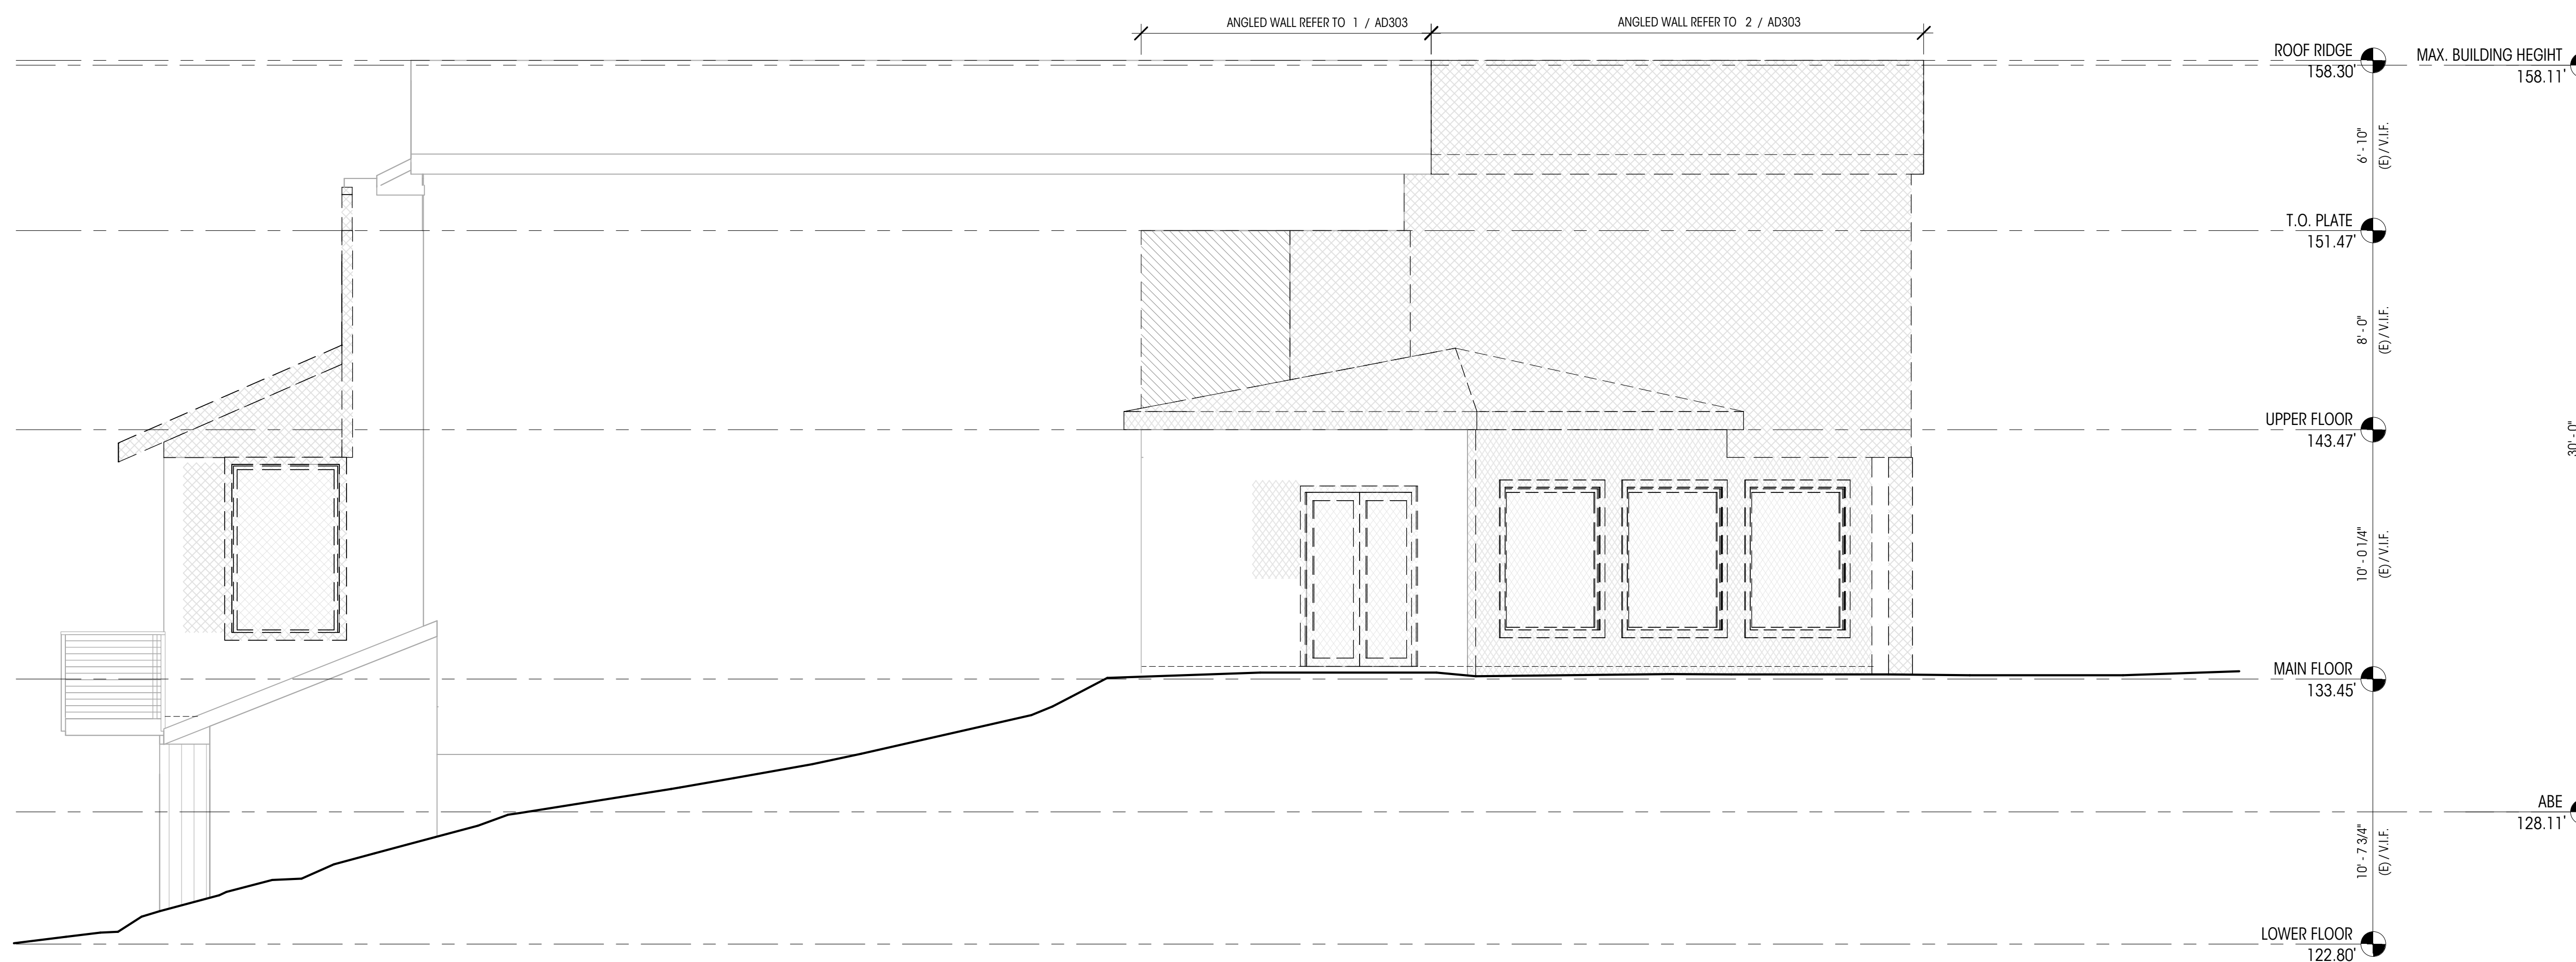 ANGLED WALL REFER TO 1 / AD303
ANGLED WALL REFER TO 2 / AD303
ROOF RIDGE
158.30'
MAX. BUILDING HEGIHT
158.11'
6' - 10"
(E) / V.I.F.
T.O. PLATE
151.47'
8' - 0"
(E) / V.I.F.
UPPER FLOOR
143.47'
30' - 0"
10' - 0 1/4"
(E) / V.I.F.
MAIN FLOOR
133.45'
ABE
128.11'
10' - 7 3/4"
(E) / V.I.F.
LOWER FLOOR
122.80'